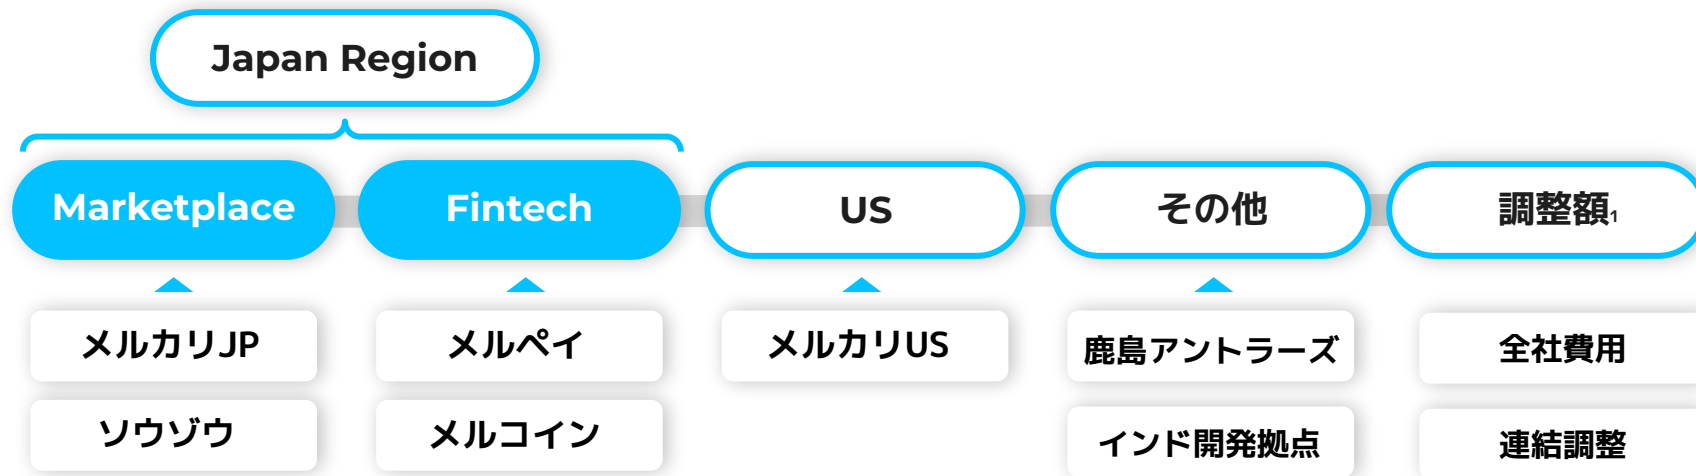 Japan Region
Marketplace
Fintech
US
その他
調整額1
メルカリJP
メルペイ
メルカリUS
鹿島アントラーズ
全社費用
ソウゾウ
メルコイン
インド開発拠点
連結調整